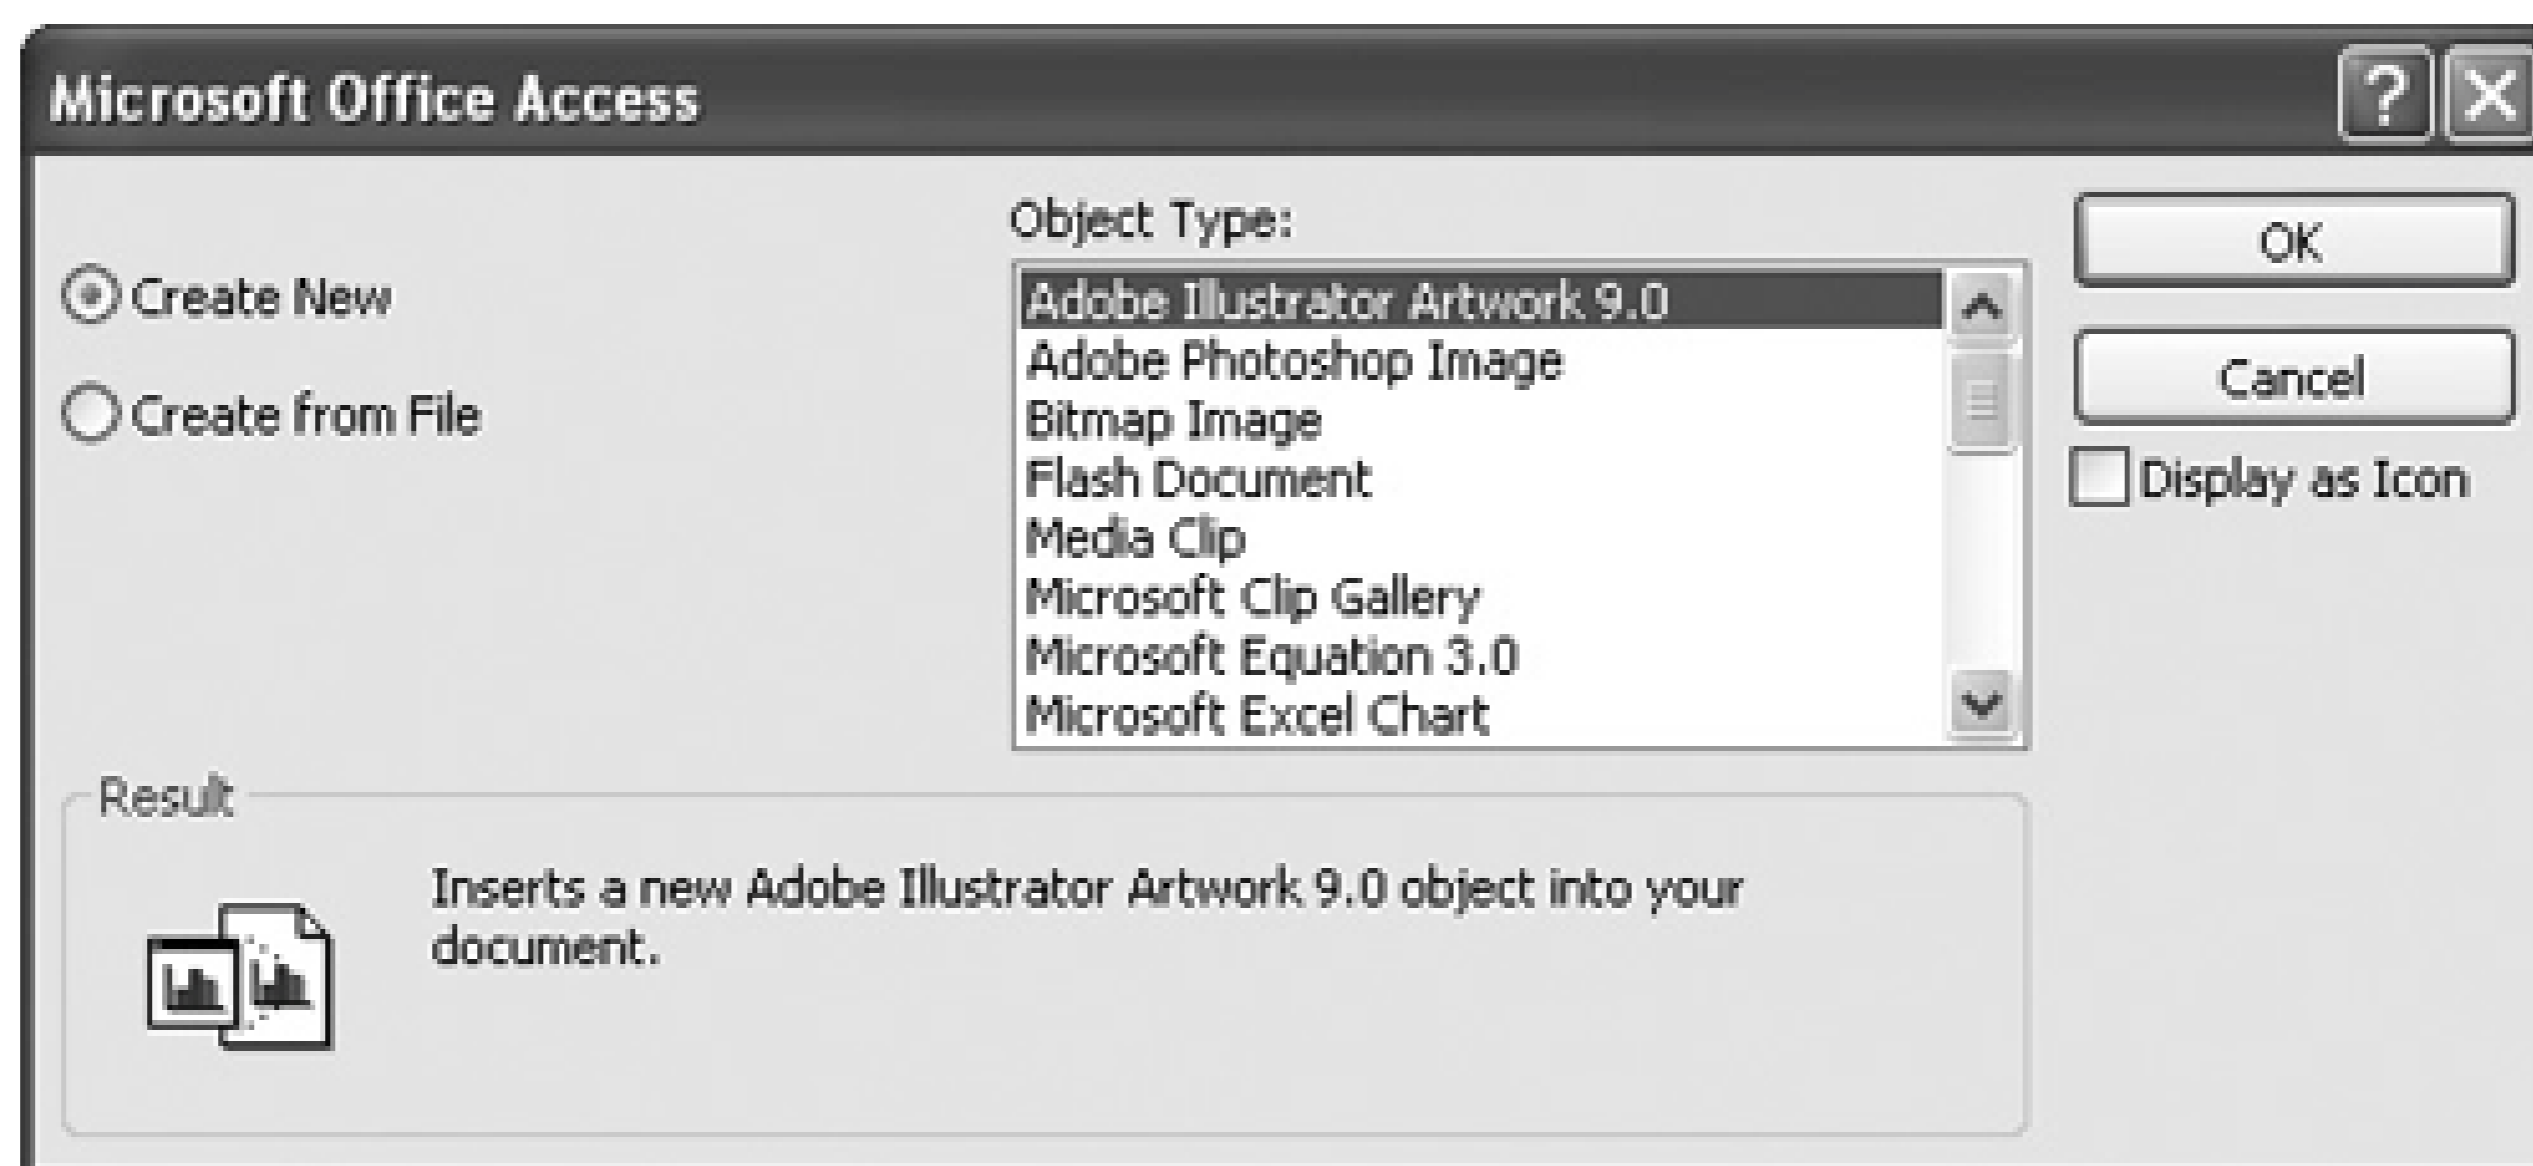 Microsoft Office Access
Create New
Create from File
Object Type:
Adobe Illustrator Artwork 9.0
Adobe Photoshop Image
Bitmap Image
Flash Document
Media Clip
Microsoft Clip Gallery
Microsoft Equation 3.0
Microsoft Excel Chart
OK
Cancel
Display as Icon
Result
Inserts a new Adobe Illustrator Artwork 9.0 object into your
document.